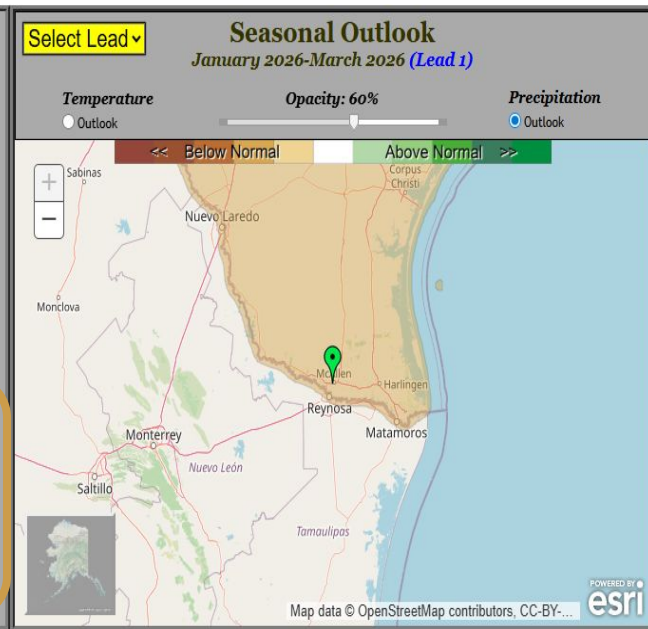 Select Lead
Seasonal Outlook
January 2026-March 2026 (Lead 1)
Temperature
Opacity: 60%
Precipitation
Outlook
Outlook
<< Below Normal
Above Normal >>
+
−
Sabinas
Corpus
Christi
Nuevo Laredo
Monclova
McAllen
Harlingen
Reynosa
Matamoros
Monterrey
Nuevo León
Saltillo
Tamaulipas
POWERED BY
esri
Map data © OpenStreetMap contributors, CC-BY-...